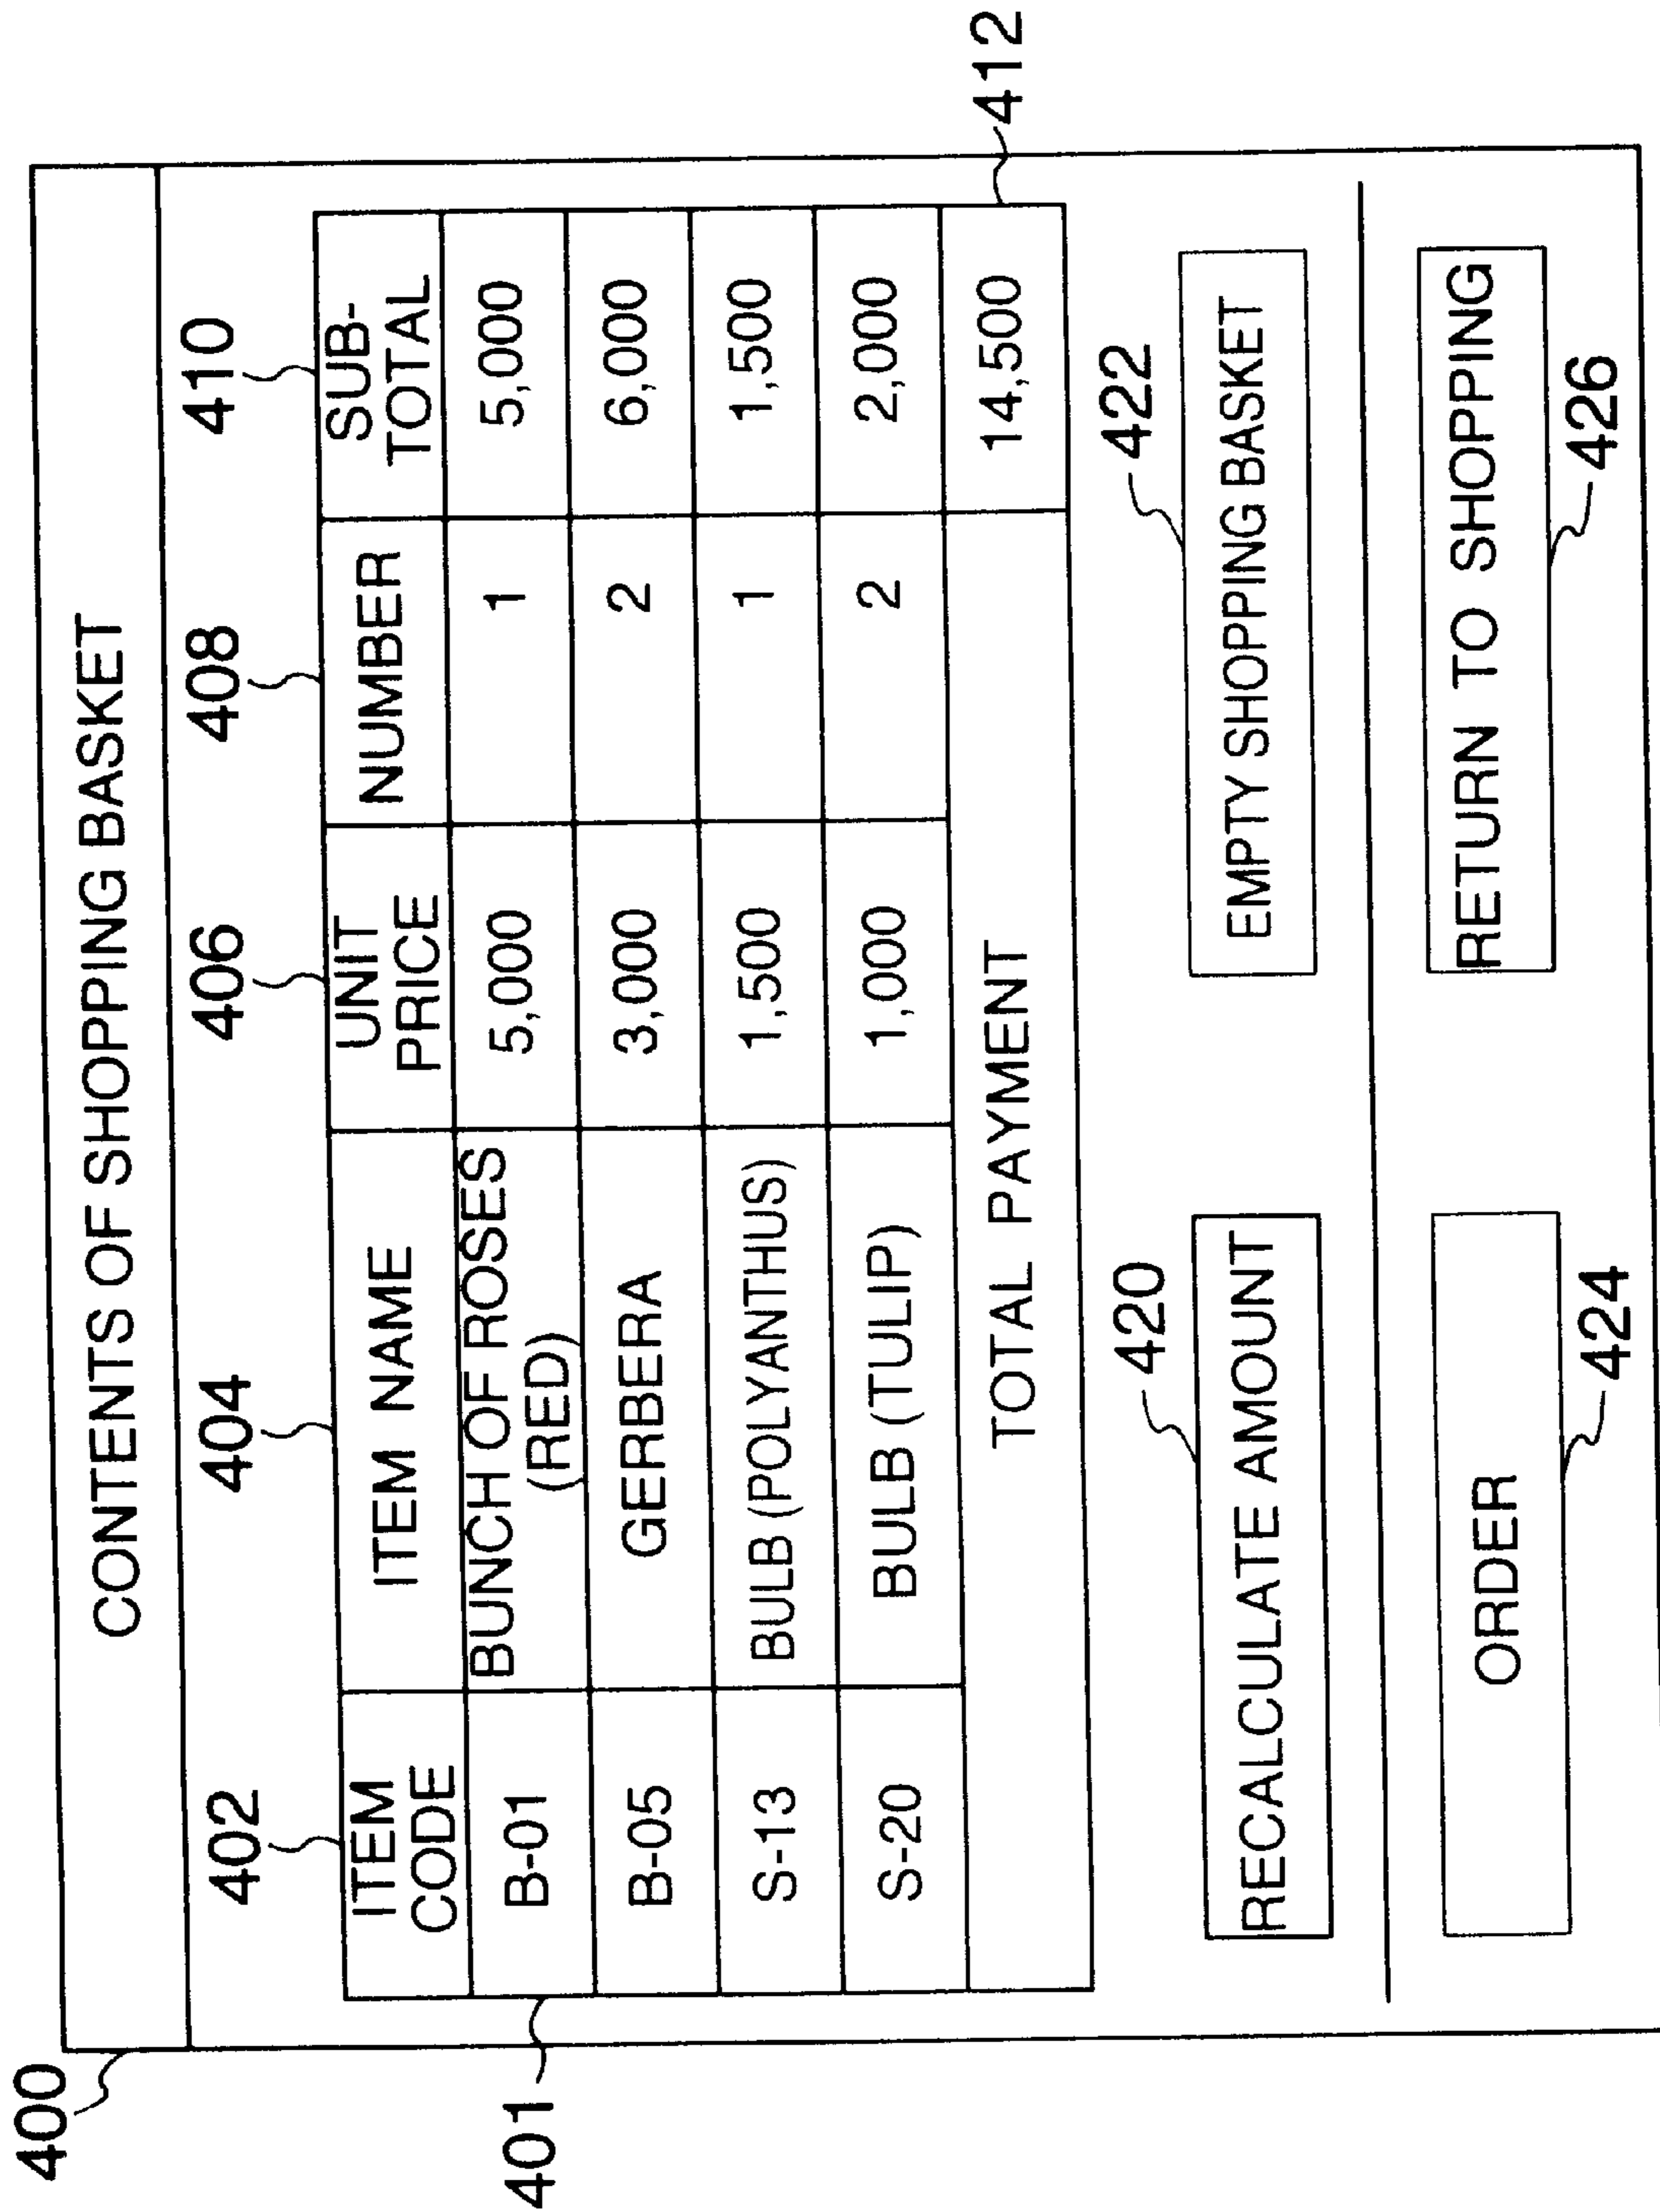 400
CONTENTS OF SHOPPING BASKET
402 404 406 408 410
ITEM CODE ITEM NAME UNIT PRICE NUMBER SUB-TOTAL
401
B-01 BUNCH OF ROSES (RED) 5,000 1 5,000
B-05 GERBERA 3,000 2 6,000
S-13 BULB (POLYANTHUS) 1,500 1 1,500
S-20 BULB (TULIP) 1,000 2 2,000
TOTAL PAYMENT 14,500 412
420 422
RECALCULATE AMOUNT EMPTY SHOPPING BASKET
ORDER RETURN TO SHOPPING
424 426